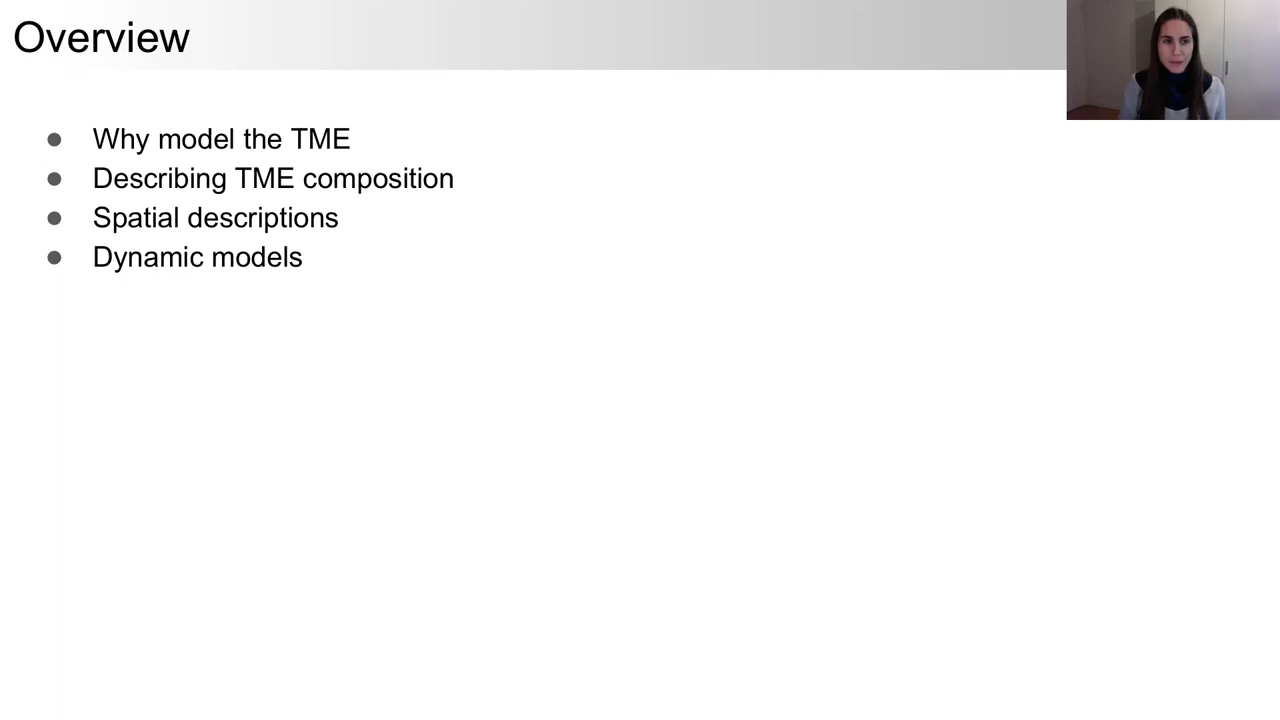 Overview
● Why model the TME
● Describing TME composition
● Spatial descriptions
● Dynamic models